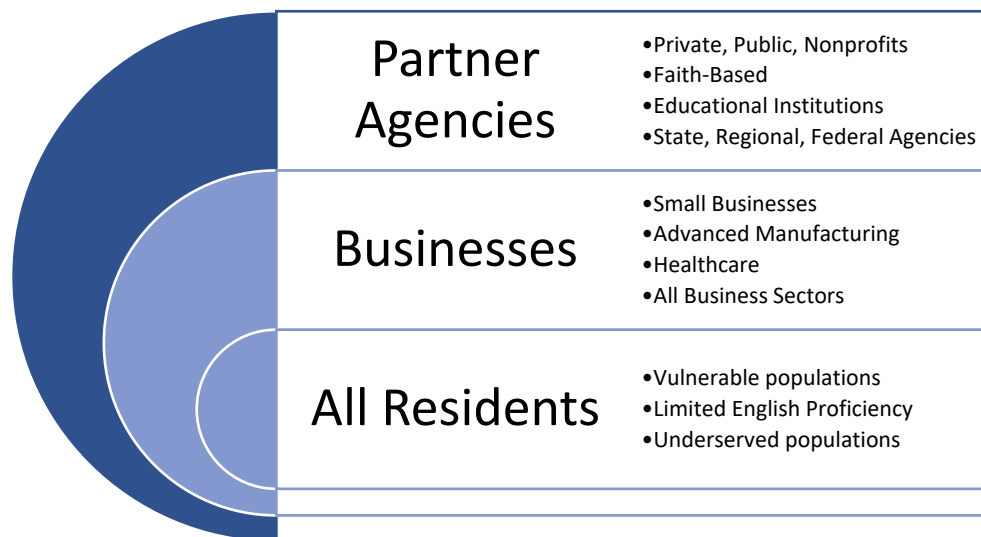 Partner
Agencies
•Private, Public, Nonprofits
•Faith-Based
•Educational Institutions
•State, Regional, Federal Agencies
Businesses
•Small Businesses
•Advanced Manufacturing
•Healthcare
•All Business Sectors
All Residents
•Vulnerable populations
•Limited English Proficiency
•Underserved populations